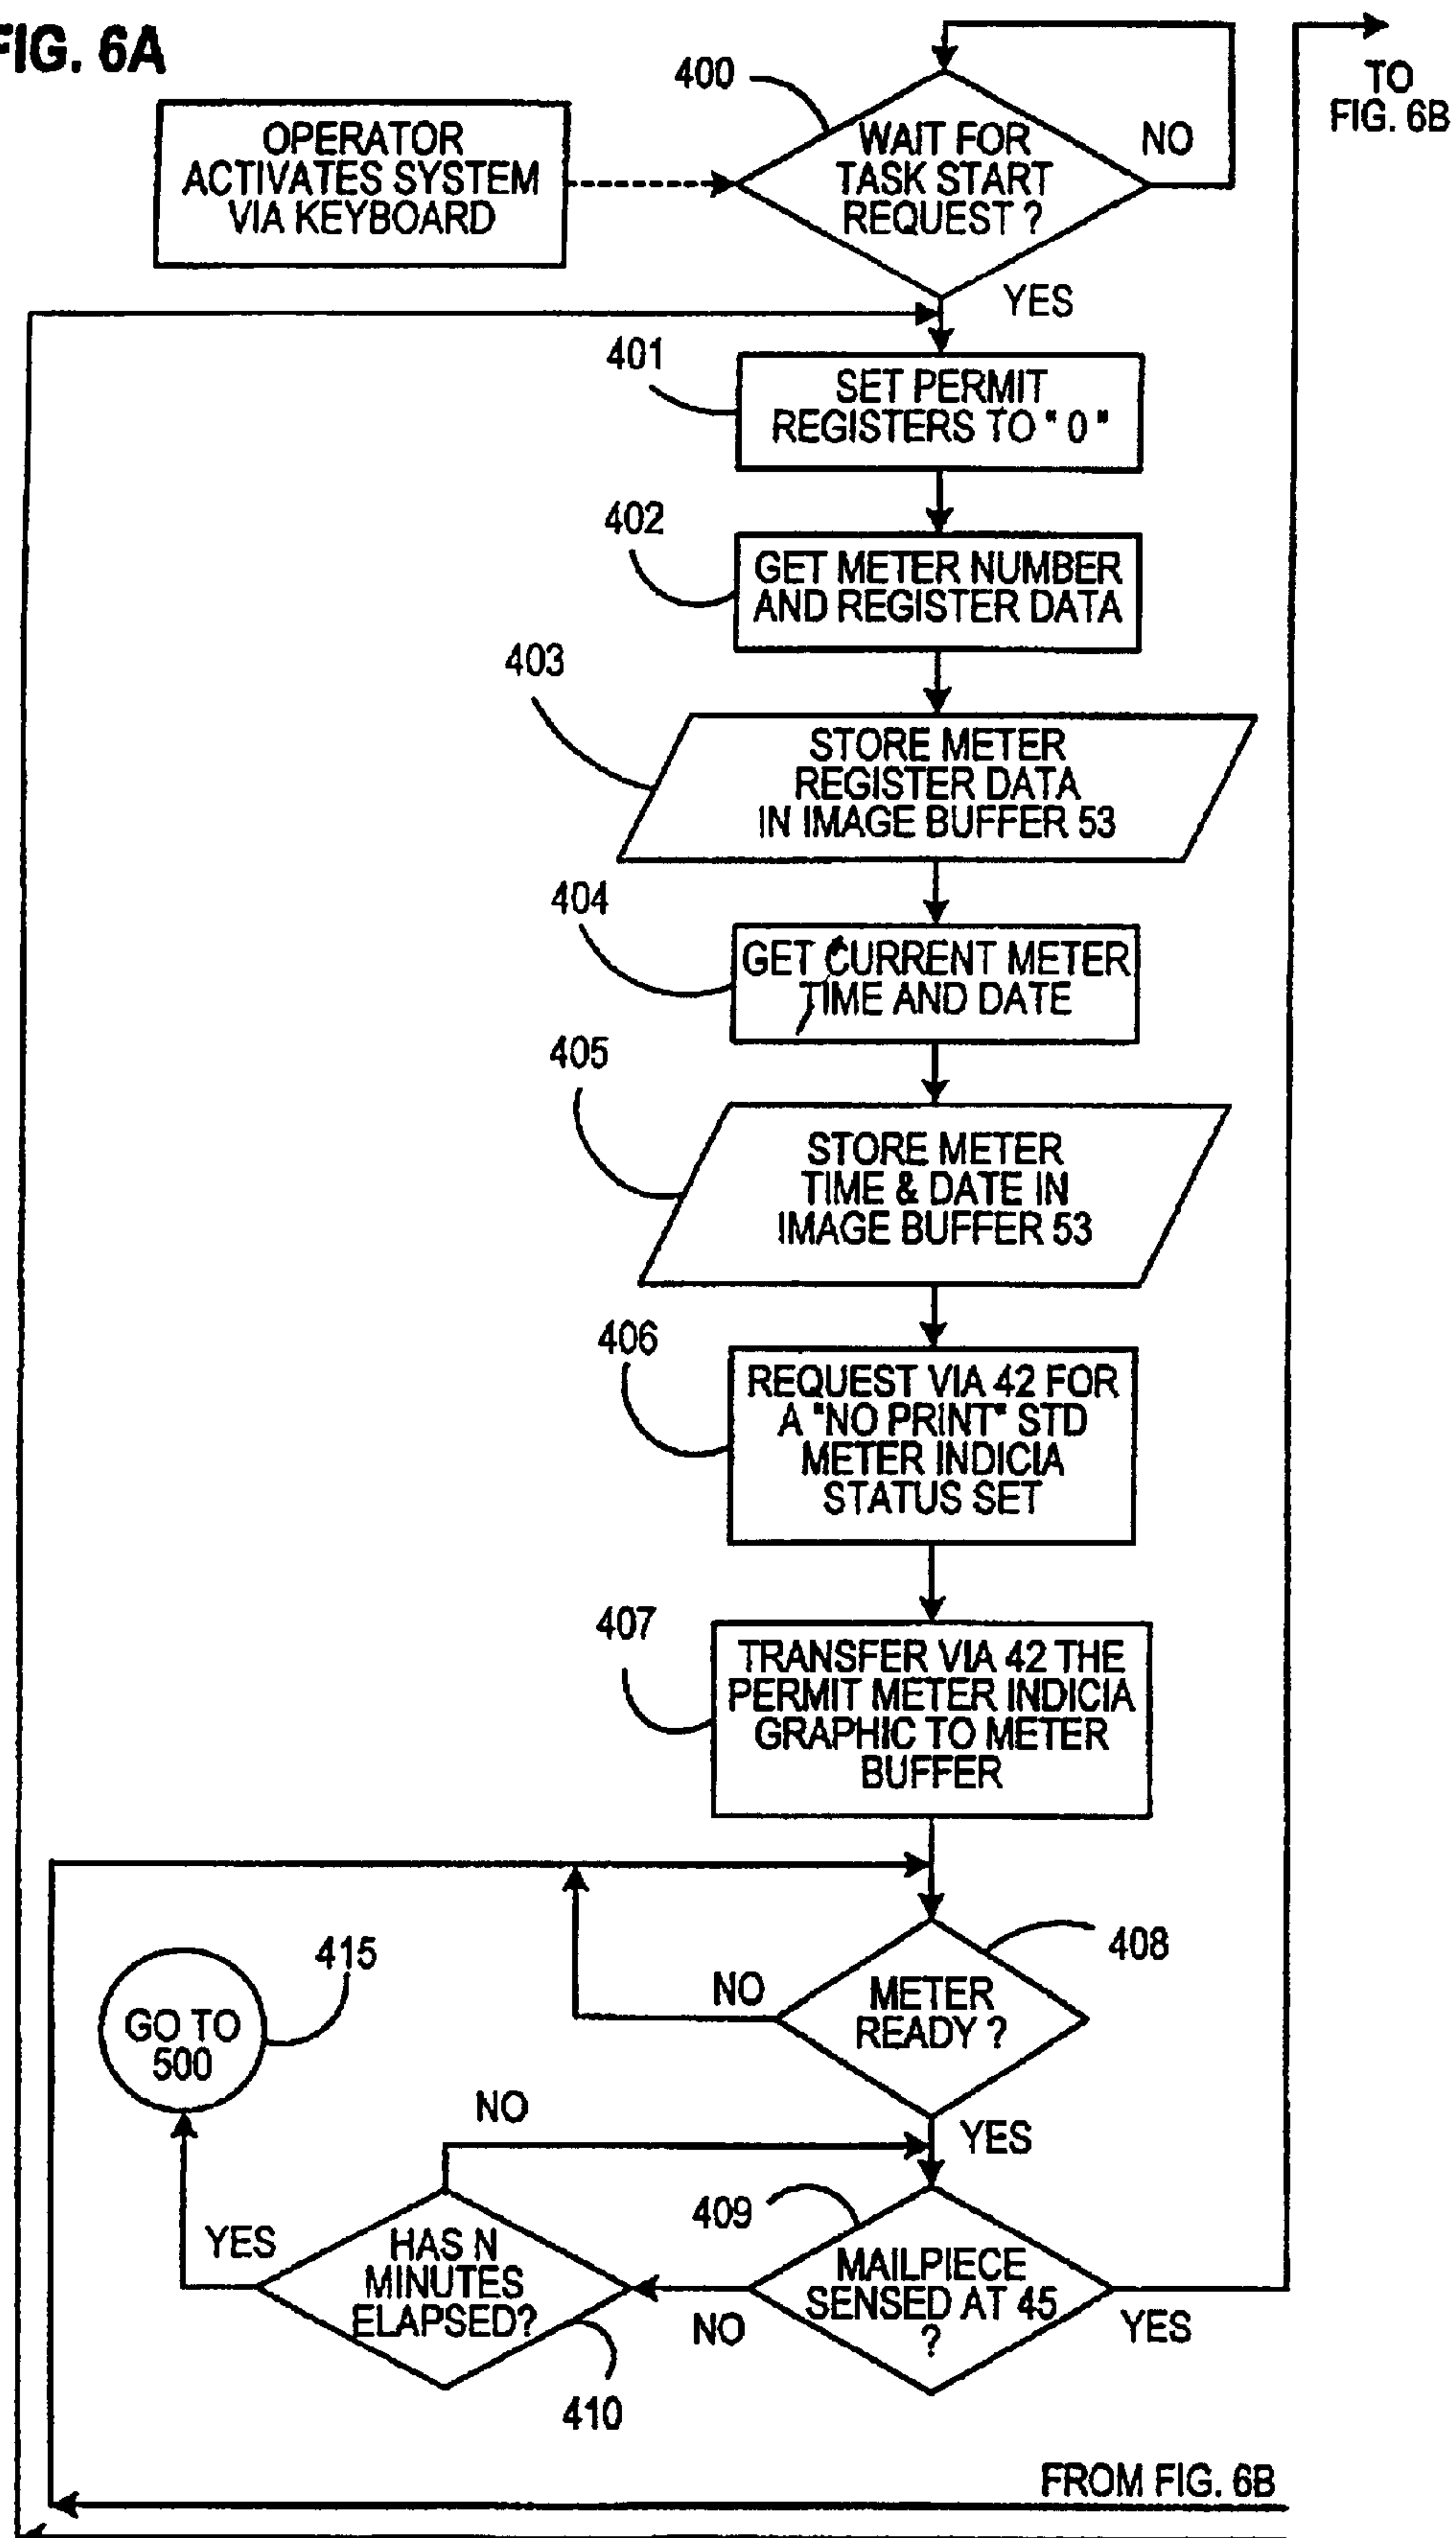 FIG. 6A
TO
FIG. 6B
400
OPERATOR
ACTIVATES SYSTEM
VIA KEYBOARD
WAIT FOR
TASK START
REQUEST ?
NO
YES
401
SET PERMIT
REGISTERS TO " 0 "
402
GET METER NUMBER
AND REGISTER DATA
403
STORE METER
REGISTER DATA
IN IMAGE BUFFER 53
404
GET CURRENT METER
TIME AND DATE
405
STORE METER
TIME & DATE IN
IMAGE BUFFER 53
406
REQUEST VIA 42 FOR
A "NO PRINT" STD
METER INDICIA
STATUS SET
407
TRANSFER VIA 42 THE
PERMIT METER INDICIA
GRAPHIC TO METER
BUFFER
408
METER
READY ?
NO
YES
415
GO TO
500
NO
YES
HAS N
MINUTES
ELAPSED?
410
409
MAILPIECE
SENSED AT 45
?
NO
YES
FROM FIG. 6B